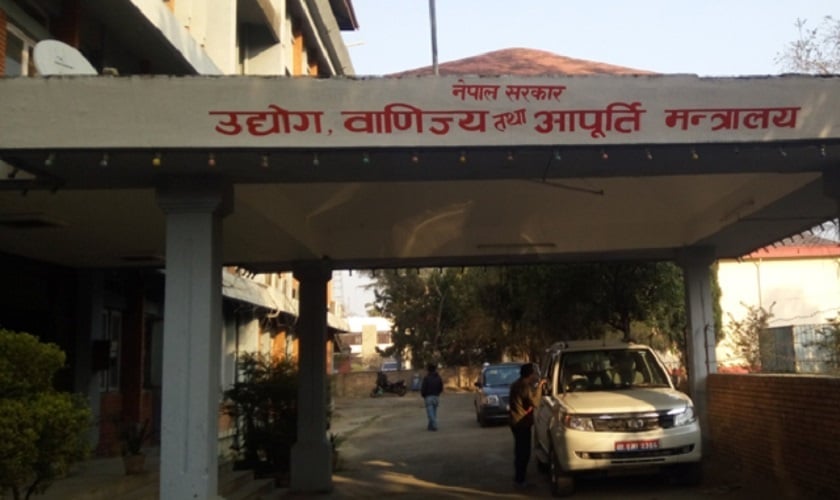 नेपाल सरकार
उद्योग, वाणिज्य तथा आपूर्ति मन्त्रालय